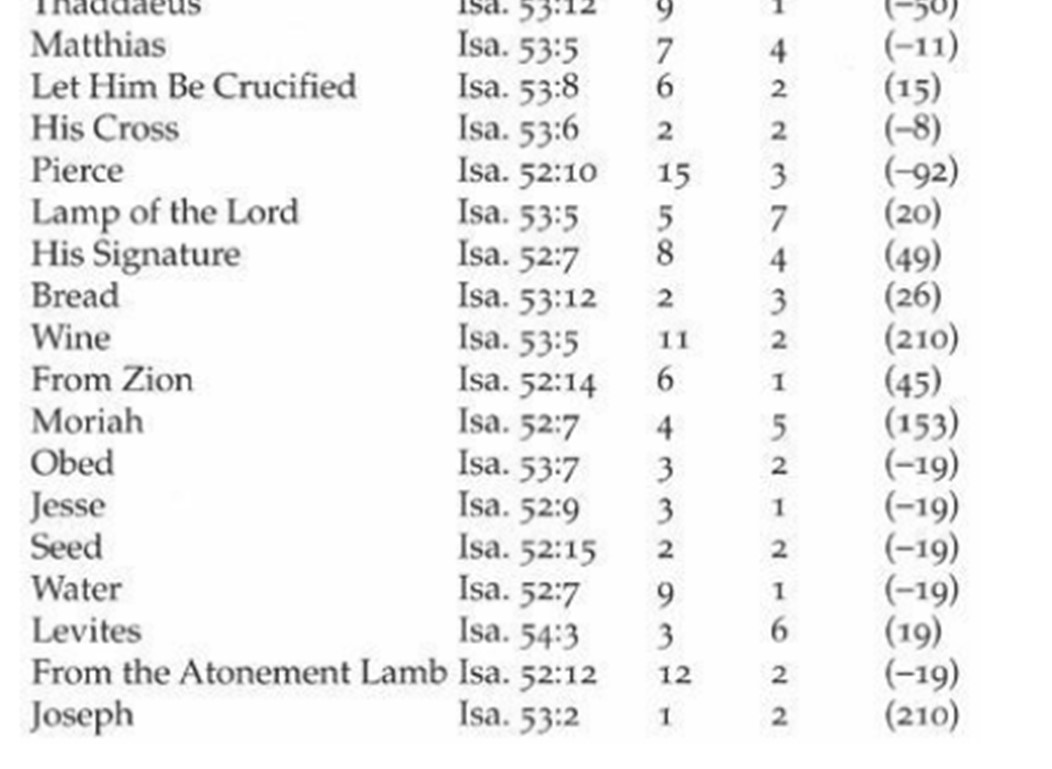 Thaddaeus Isa. 53:12 9 1 (–50)
Matthias Isa. 53:5 7 4 (–11)
Let Him Be Crucified Isa. 53:8 6 2 (15)
His Cross Isa. 53:6 2 2 (–8)
Pierce Isa. 52:10 15 3 (–92)
Lamp of the Lord Isa. 53:5 5 7 (20)
His Signature Isa. 52:7 8 4 (49)
Bread Isa. 53:12 2 3 (26)
Wine Isa. 53:5 11 2 (210)
From Zion Isa. 52:14 6 1 (45)
Moriah Isa. 52:7 4 5 (153)
Obed Isa. 53:7 3 2 (–19)
Jesse Isa. 52:9 3 1 (–19)
Seed Isa. 52:15 2 2 (–19)
Water Isa. 52:7 9 1 (–19)
Levites Isa. 54:3 3 6 (19)
From the Atonement Lamb Isa. 52:12 12 2 (–19)
Joseph Isa. 53:2 1 2 (210)